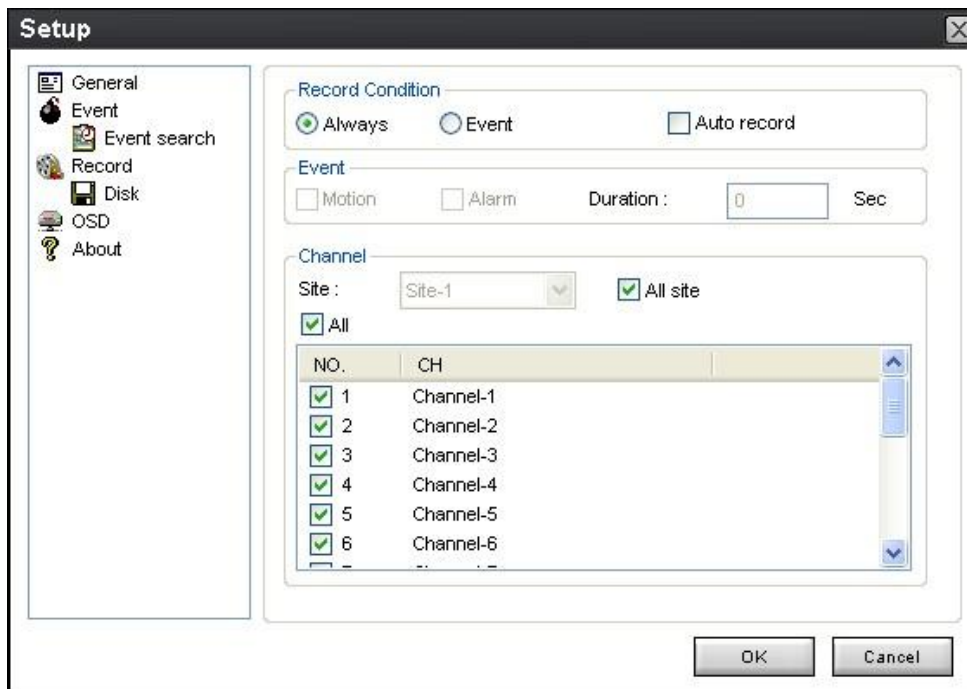 Setup
General
Event
Event search
Record
Disk
OSD
About
Record Condition
Always Event Auto record
Event
Motion Alarm Duration : 0 Sec
Channel
Site : Site-1 All site
All
NO. CH
1 Channel-1
2 Channel-2
3 Channel-3
4 Channel-4
5 Channel-5
6 Channel-6
OK Cancel